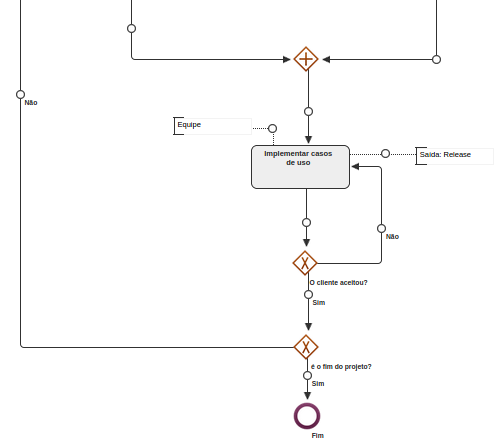 Não
Equipe
Implementar casos
de uso
Saída: Release
Não
O cliente aceitou?
Sim
é o fim do projeto?
Sim
Fim